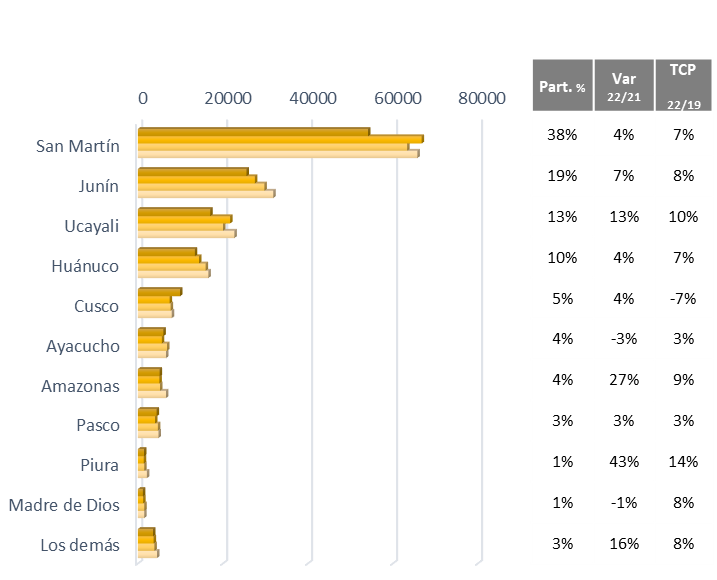 Part. % Var TCP
22/21 22/19
0 20000 40000 60000 80000
San Martín 38% 4% 7%
Junín 19% 7% 8%
Ucayali 13% 13% 10%
Huánuco 10% 4% 7%
Cusco 5% 4% -7%
Ayacucho 4% -3% 3%
Amazonas 4% 27% 9%
Pasco 3% 3% 3%
Piura 1% 43% 14%
Madre de Dios 1% -1% 8%
Los demás 3% 16% 8%